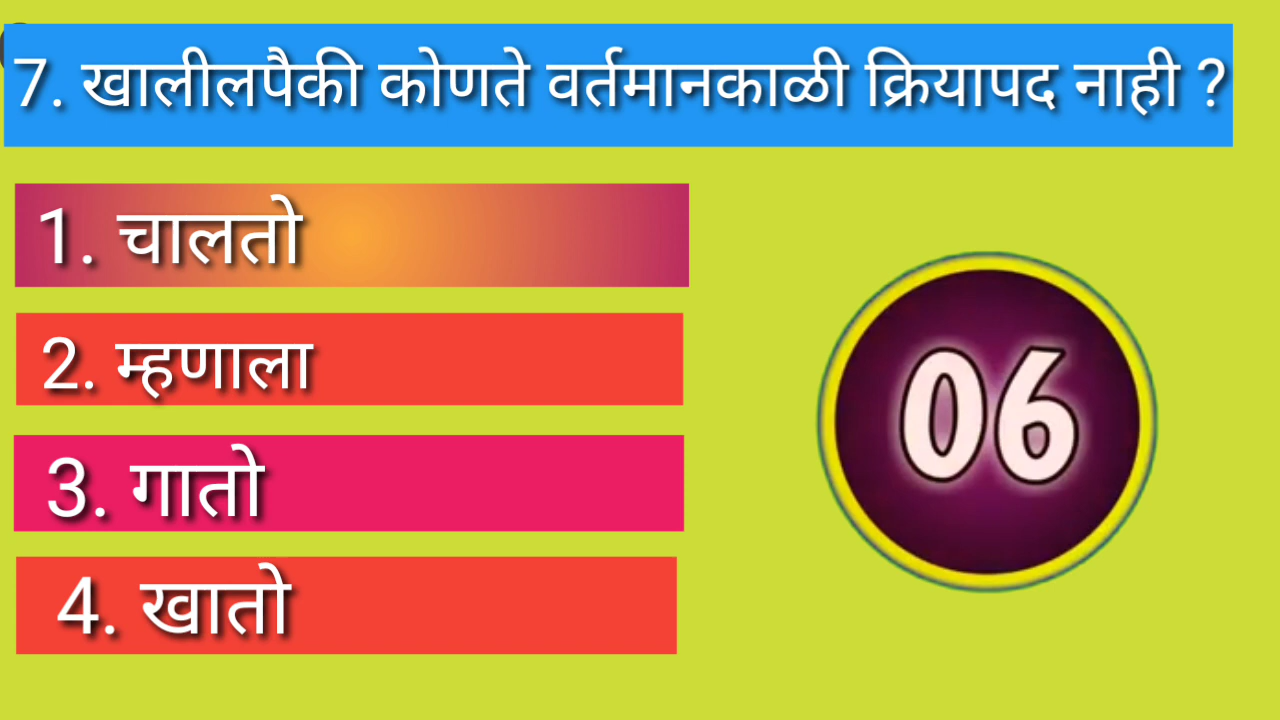 7. खालीलपैकी कोणते वर्तमानकाळी क्रियापद नाही ?
1. चालतो
2. म्हणाला
3. गातो
4. खातो
06